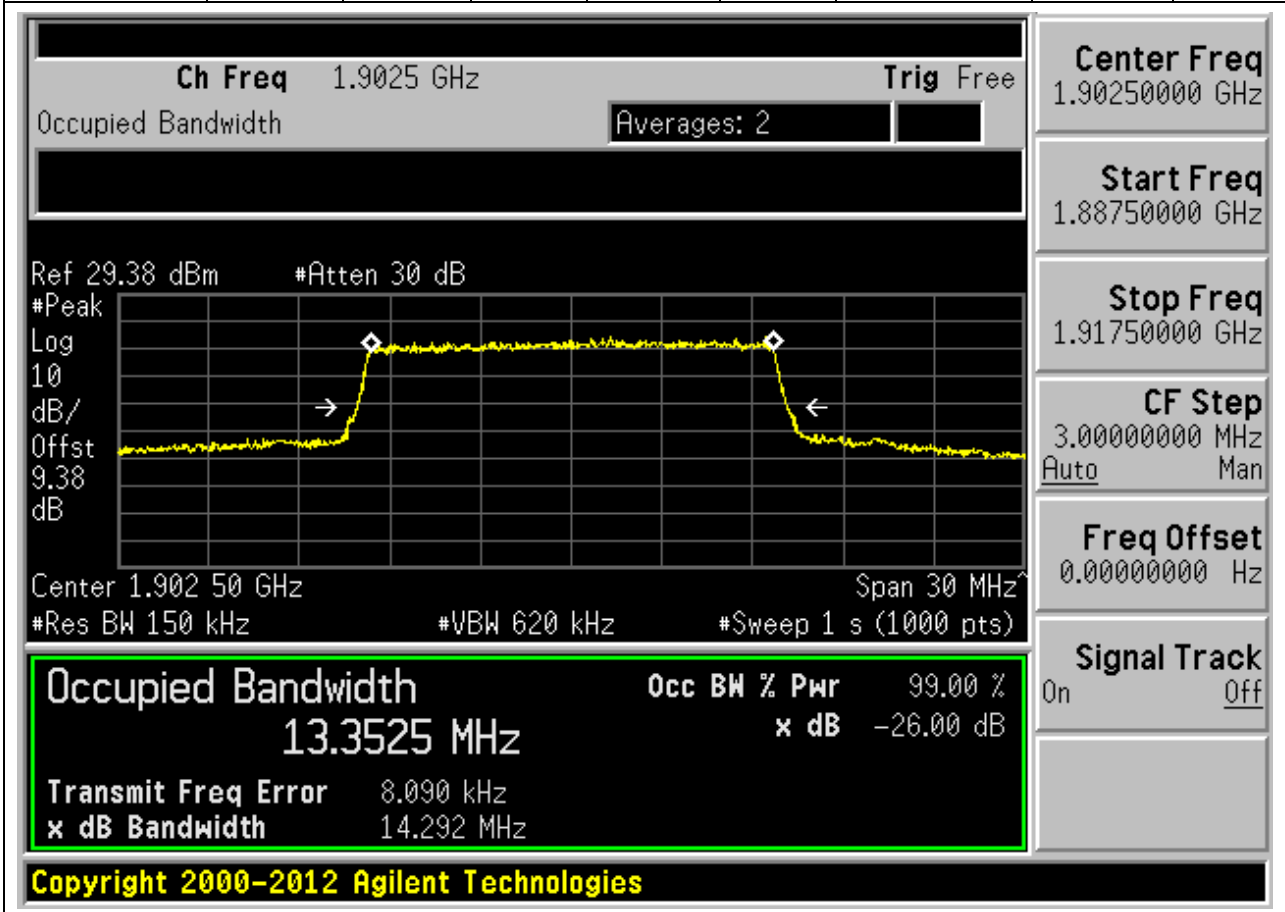 Ch Freq 1.9025 GHz Trig Free
Occupied Bandwidth Averages: 2
Ref 29.38 dBm #Atten 30 dB
#Peak
Log
10
dB/
Offst
9.38
dB
Center 1.902 50 GHz Span 30 MHz^
#Res BW 150 kHz #VBW 620 kHz #Sweep 1 s (1000 pts)
Occupied Bandwidth Occ BW % Pwr 99.00 %
13.3525 MHz x dB -26.00 dB
Transmit Freq Error 8.090 kHz
x dB Bandwidth 14.292 MHz
Copyright 2000-2012 Agilent Technologies
Center Freq
1.90250000 GHz
Start Freq
1.88750000 GHz
Stop Freq
1.91750000 GHz
CF Step
3.00000000 MHz
Auto Man
Freq Offset
0.00000000 Hz
Signal Track
On Off